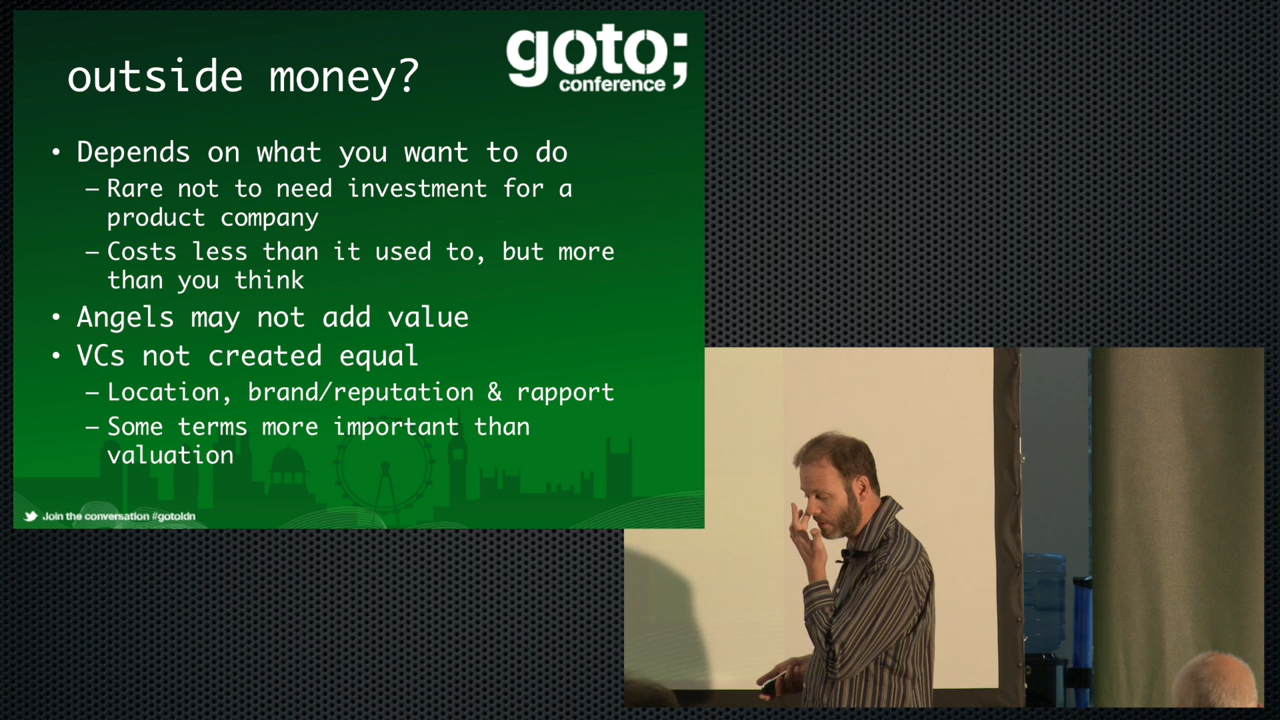 outside money?
goto;
conference
• Depends on what you want to do
– Rare not to need investment for a
product company
– Costs less than it used to, but more
than you think
• Angels may not add value
• VCs not created equal
– Location, brand/reputation & rapport
– Some terms more important than
valuation
Join the conversation #gotoldn